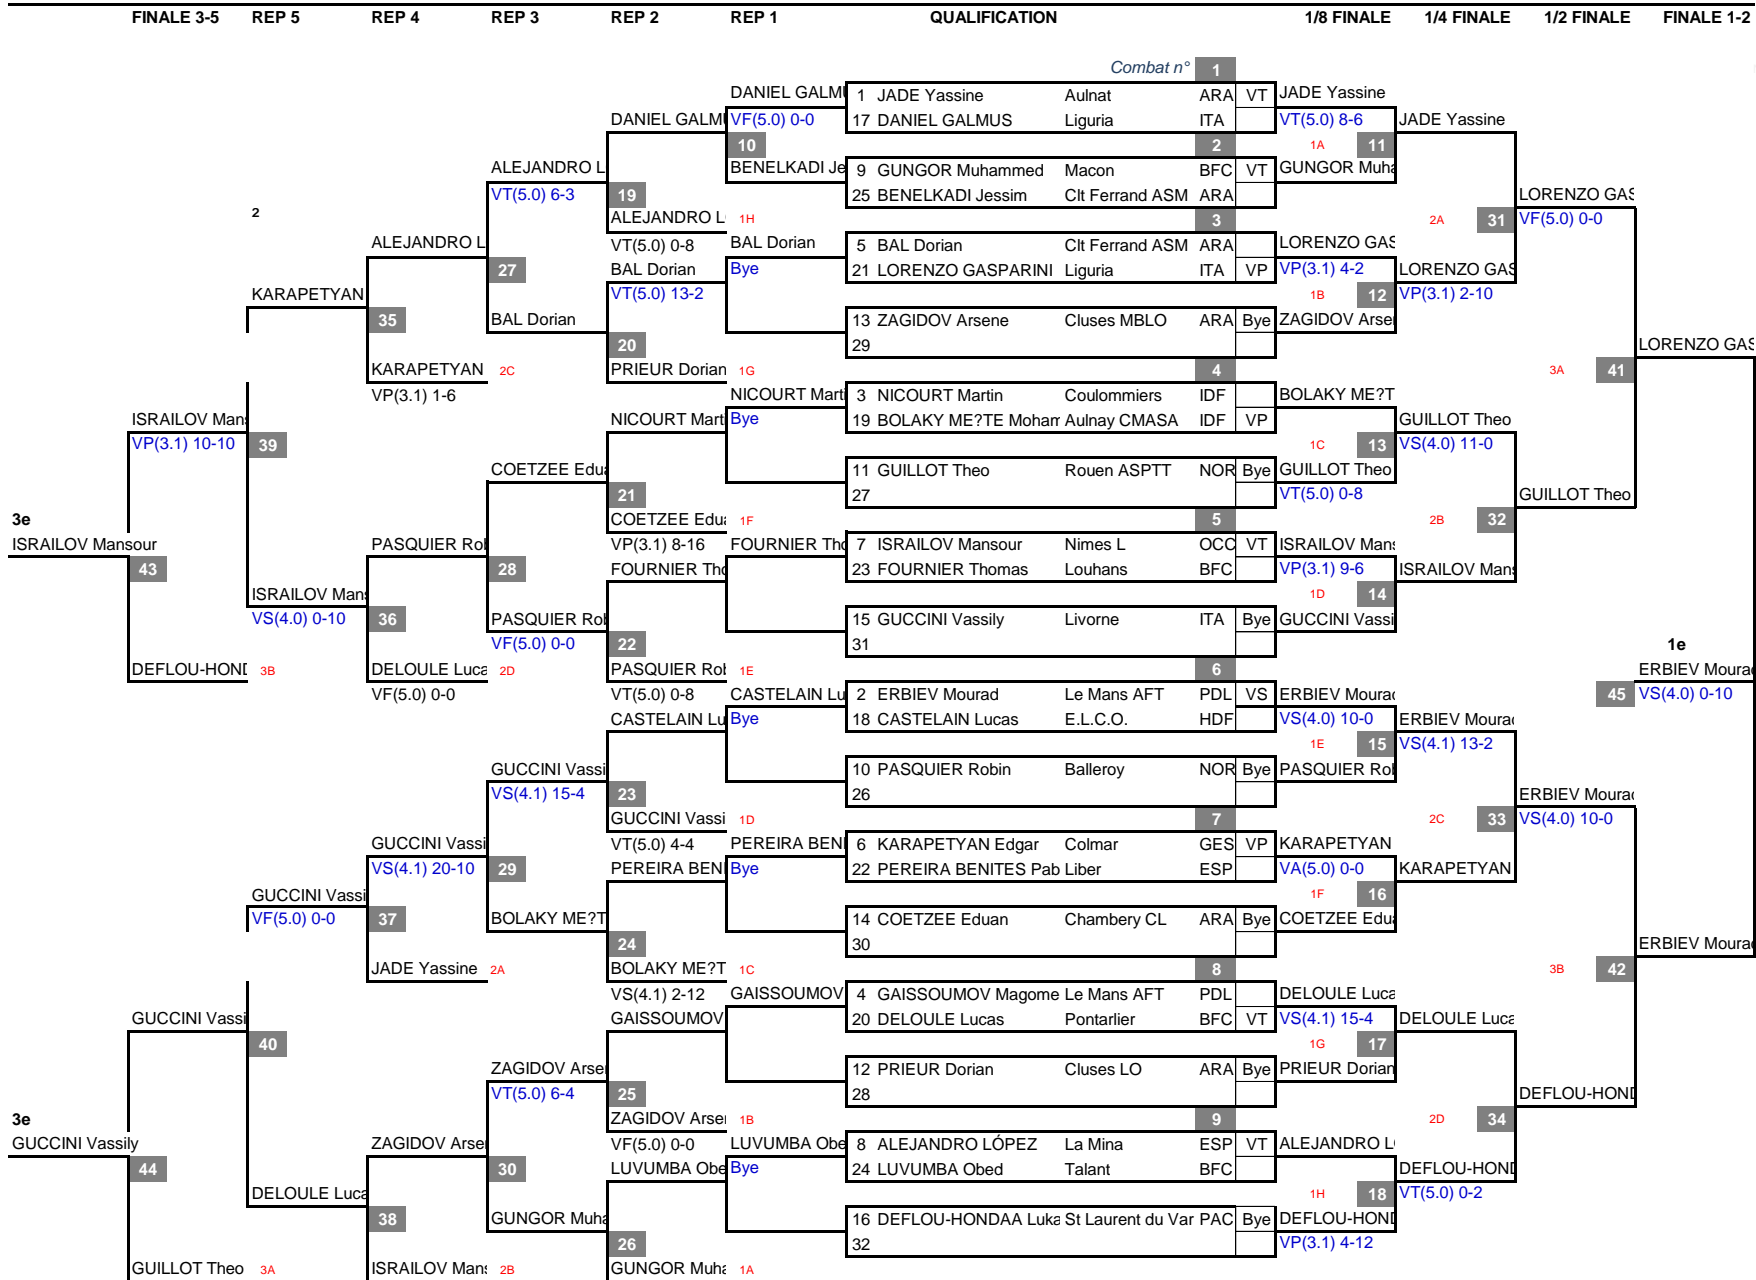 FINALE 3-5 REP 5 REP 4 REP 3 REP 2 REP 1 QUALIFICATION 1/8 FINALE 1/4 FINALE 1/2 FINALE FINALE 1-2
Combat n° 1
DANIEL GALMU 1 JADE Yassine Aulnat ARA VT JADE Yassine
DANIEL GALMU VF(5.0) 0-0 17 DANIEL GALMUS Liguria ITA VT(5.0) 8-6 JADE Yassine
10 2 1A 11
ALEJANDRO L BENELKADI Je 9 GUNGOR Muhammed Macon BFC VT GUNGOR Muha
VT(5.0) 6-3 19 25 BENELKADI Jessim Clt Ferrand ASM ARA LORENZO GAS
2 ALEJANDRO L 1H 3 2A 31 VF(5.0) 0-0
ALEJANDRO L VT(5.0) 0-8 BAL Dorian 5 BAL Dorian Clt Ferrand ASM ARA LORENZO GAS
27 BAL Dorian Bye 21 LORENZO GASPARINI Liguria ITA VP VP(3.1) 4-2 LORENZO GAS
KARAPETYAN VT(5.0) 13-2 1B 12 VP(3.1) 2-10
35 BAL Dorian 13 ZAGIDOV Arsene Cluses MBLO ARA Bye ZAGIDOV Arser
20 29 LORENZO GAS
KARAPETYAN 2C PRIEUR Dorian 1G 4 3A 41
VP(3.1) 1-6 NICOURT Marti 3 NICOURT Martin Coulommiers IDF BOLAKY ME?T
ISRAILOV Mans NICOURT Mart Bye 19 BOLAKY ME?TE Moham Aulnay CMASA IDF VP GUILLOT Theo
VP(3.1) 10-10 39 1C 13 VS(4.0) 11-0
COETZEE Edua 11 GUILLOT Theo Rouen ASPTT NOR Bye GUILLOT Theo
21 27 VT(5.0) 0-8 GUILLOT Theo
3e COETZEE Edua 1F 5 2B 32
ISRAILOV Mansour PASQUIER Rob VP(3.1) 8-16 FOURNIER Tho 7 ISRAILOV Mansour Nimes L OCC VT ISRAILOV Mans
43 28 FOURNIER Tho 23 FOURNIER Thomas Louhans BFC VP(3.1) 9-6 ISRAILOV Mans
ISRAILOV Mans 1D 14
VS(4.0) 0-10 36 PASQUIER Rob 15 GUCCINI Vassily Livorne ITA Bye GUCCINI Vassi
VF(5.0) 0-0 22 31 1e
DEFLOU-HOND 3B DELOULE Luca 2D PASQUIER Rob 1E 6 ERBIEV Mourad
VF(5.0) 0-0 VT(5.0) 0-8 CASTELAIN Lu 2 ERBIEV Mourad Le Mans AFT PDL VS ERBIEV Mourad 45 VS(4.0) 0-10
CASTELAIN Lu Bye 18 CASTELAIN Lucas E.L.C.O. HDF VS(4.0) 10-0 ERBIEV Mourad
1E 15 VS(4.1) 13-2
GUCCINI Vassi 10 PASQUIER Robin Balleroy NOR Bye PASQUIER Rob
VS(4.1) 15-4 23 26 ERBIEV Mourad
GUCCINI Vassi 1D 7 2C 33 VS(4.0) 10-0
GUCCINI Vassi VT(5.0) 4-4 PEREIRA BENI 6 KARAPETYAN Edgar Colmar GES VP KARAPETYAN
VS(4.1) 20-10 29 PEREIRA BENI Bye 22 PEREIRA BENITES Pab Liber ESP VA(5.0) 0-0 KARAPETYAN
GUCCINI Vassi 1F 16
VF(5.0) 0-0 37 BOLAKY ME?T 14 COETZEE Eduan Chambery CL ARA Bye COETZEE Edua
24 30 ERBIEV Mourad
JADE Yassine 2A BOLAKY ME?T 1C 8 3B 42
VS(4.1) 2-12 GAISSOUMOV 4 GAISSOUMOV Magome Le Mans AFT PDL DELOULE Luca
GUCCINI Vassi GAISSOUMOV 20 DELOULE Lucas Pontarlier BFC VT VS(4.1) 15-4 DELOULE Luca
40 1G 17
ZAGIDOV Arser 12 PRIEUR Dorian Cluses LO ARA Bye PRIEUR Dorian
VT(5.0) 6-4 25 28 DEFLOU-HOND
3e ZAGIDOV Arser 1B 9 2D 34
GUCCINI Vassily ZAGIDOV Arser VF(5.0) 0-0 LUVUMBA Obe 8 ALEJANDRO LÓPEZ La Mina ESP VT ALEJANDRO L
44 30 LUVUMBA Obe Bye 24 LUVUMBA Obed Talant BFC DEFLOU-HOND
DELOULE Luca 1H 18 VT(5.0) 0-2
38 GUNGOR Muha 16 DEFLOU-HONDAA Luka St Laurent du Var PAC Bye DEFLOU-HOND
26 32 VP(3.1) 4-12
GUILLOT Theo 3A ISRAILOV Mans 2B GUNGOR Muha 1A